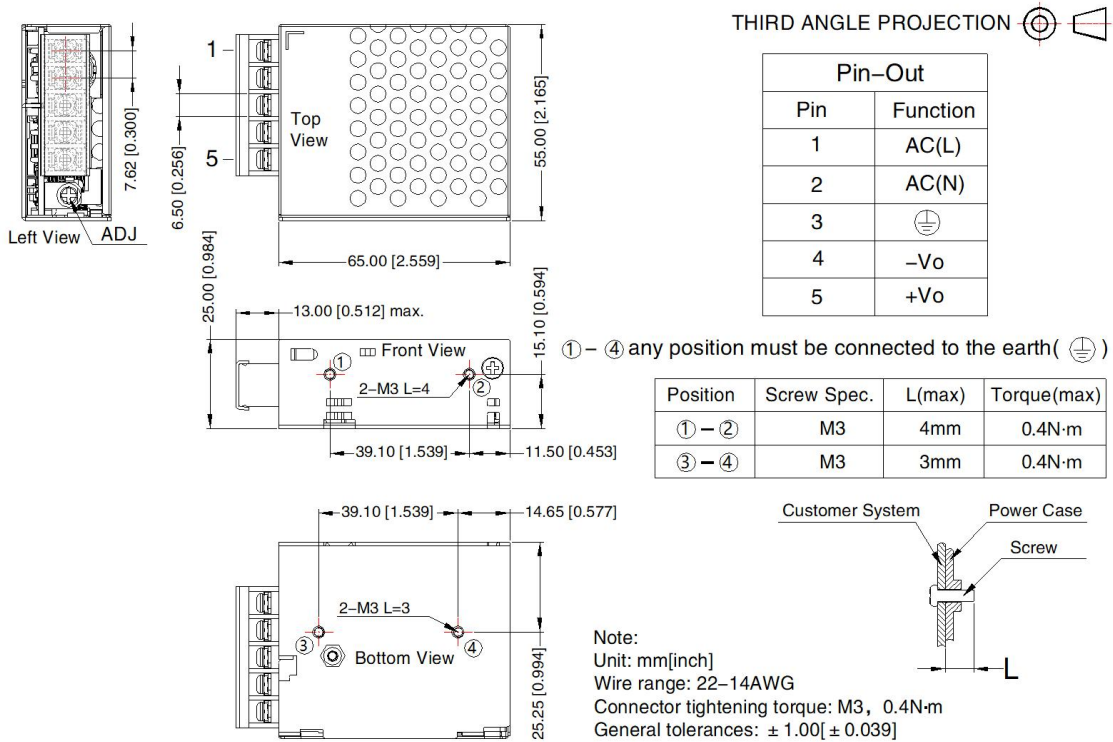 THIRD ANGLE PROJECTION
1
5
Top
View
7.62 [0.300]
6.50 [0.256]
55.00 [2.165]
Left View
ADJ
65.00 [2.559]
Pin–Out
Pin Function
1 AC(L)
2 AC(N)
3
4 –Vo
5 +Vo
25.00 [0.984]
13.00 [0.512] max.
15.10 [0.594]
①
Front View
2–M3 L=4
②
39.10 [1.539]
11.50 [0.453]
①– ④ any position must be connected to the earth( )
Position Screw Spec. L(max) Torque(max)
①–② M3 4mm 0.4N·m
③–④ M3 3mm 0.4N·m
39.10 [1.539]
14.65 [0.577]
2–M3 L=3
③
④
Bottom View
25.25 [0.994]
Customer System
Power Case
Screw
L
Note:
Unit: mm[inch]
Wire range: 22–14AWG
Connector tightening torque: M3, 0.4N·m
General tolerances: ±1.00[±0.039]